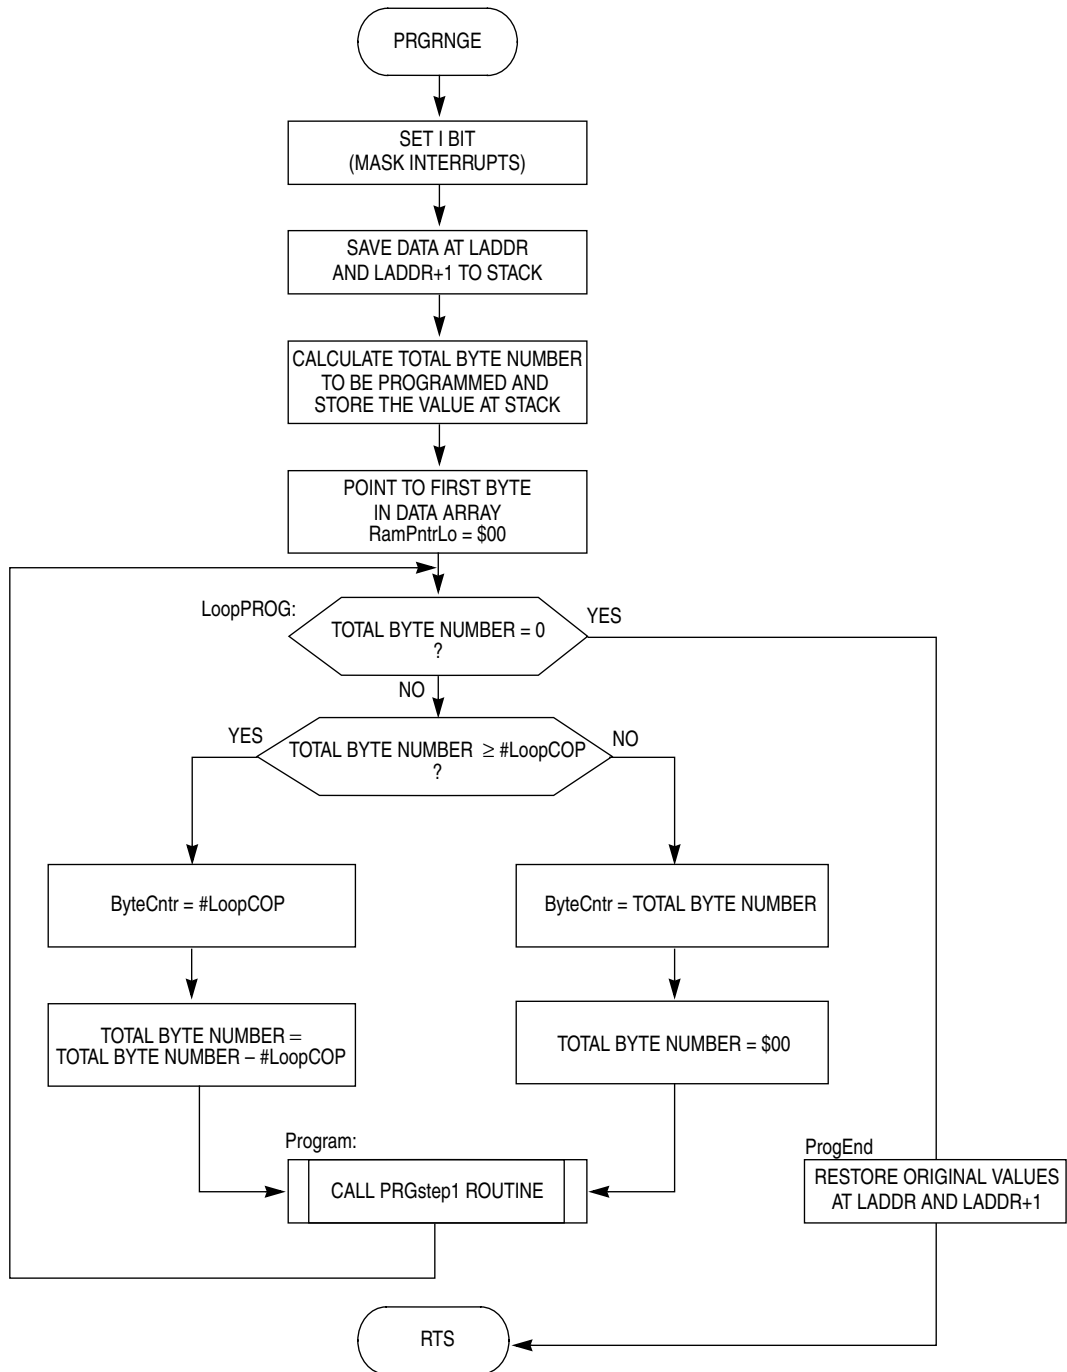 PRGRNGE
SET I BIT
(MASK INTERRUPTS)
SAVE DATA AT LADDR
AND LADDR+1 TO STACK
CALCULATE TOTAL BYTE NUMBER
TO BE PROGRAMMED AND
STORE THE VALUE AT STACK
POINT TO FIRST BYTE
IN DATA ARRAY
RamPntrLo = $00
LoopPROG:
TOTAL BYTE NUMBER = 0
?
YES
NO
TOTAL BYTE NUMBER ≥ #LoopCOP
?
YES
NO
ByteCntr = #LoopCOP
ByteCntr = TOTAL BYTE NUMBER
TOTAL BYTE NUMBER =
TOTAL BYTE NUMBER – #LoopCOP
TOTAL BYTE NUMBER = $00
Program:
CALL PRGstep1 ROUTINE
ProgEnd
RESTORE ORIGINAL VALUES
AT LADDR AND LADDR+1
RTS